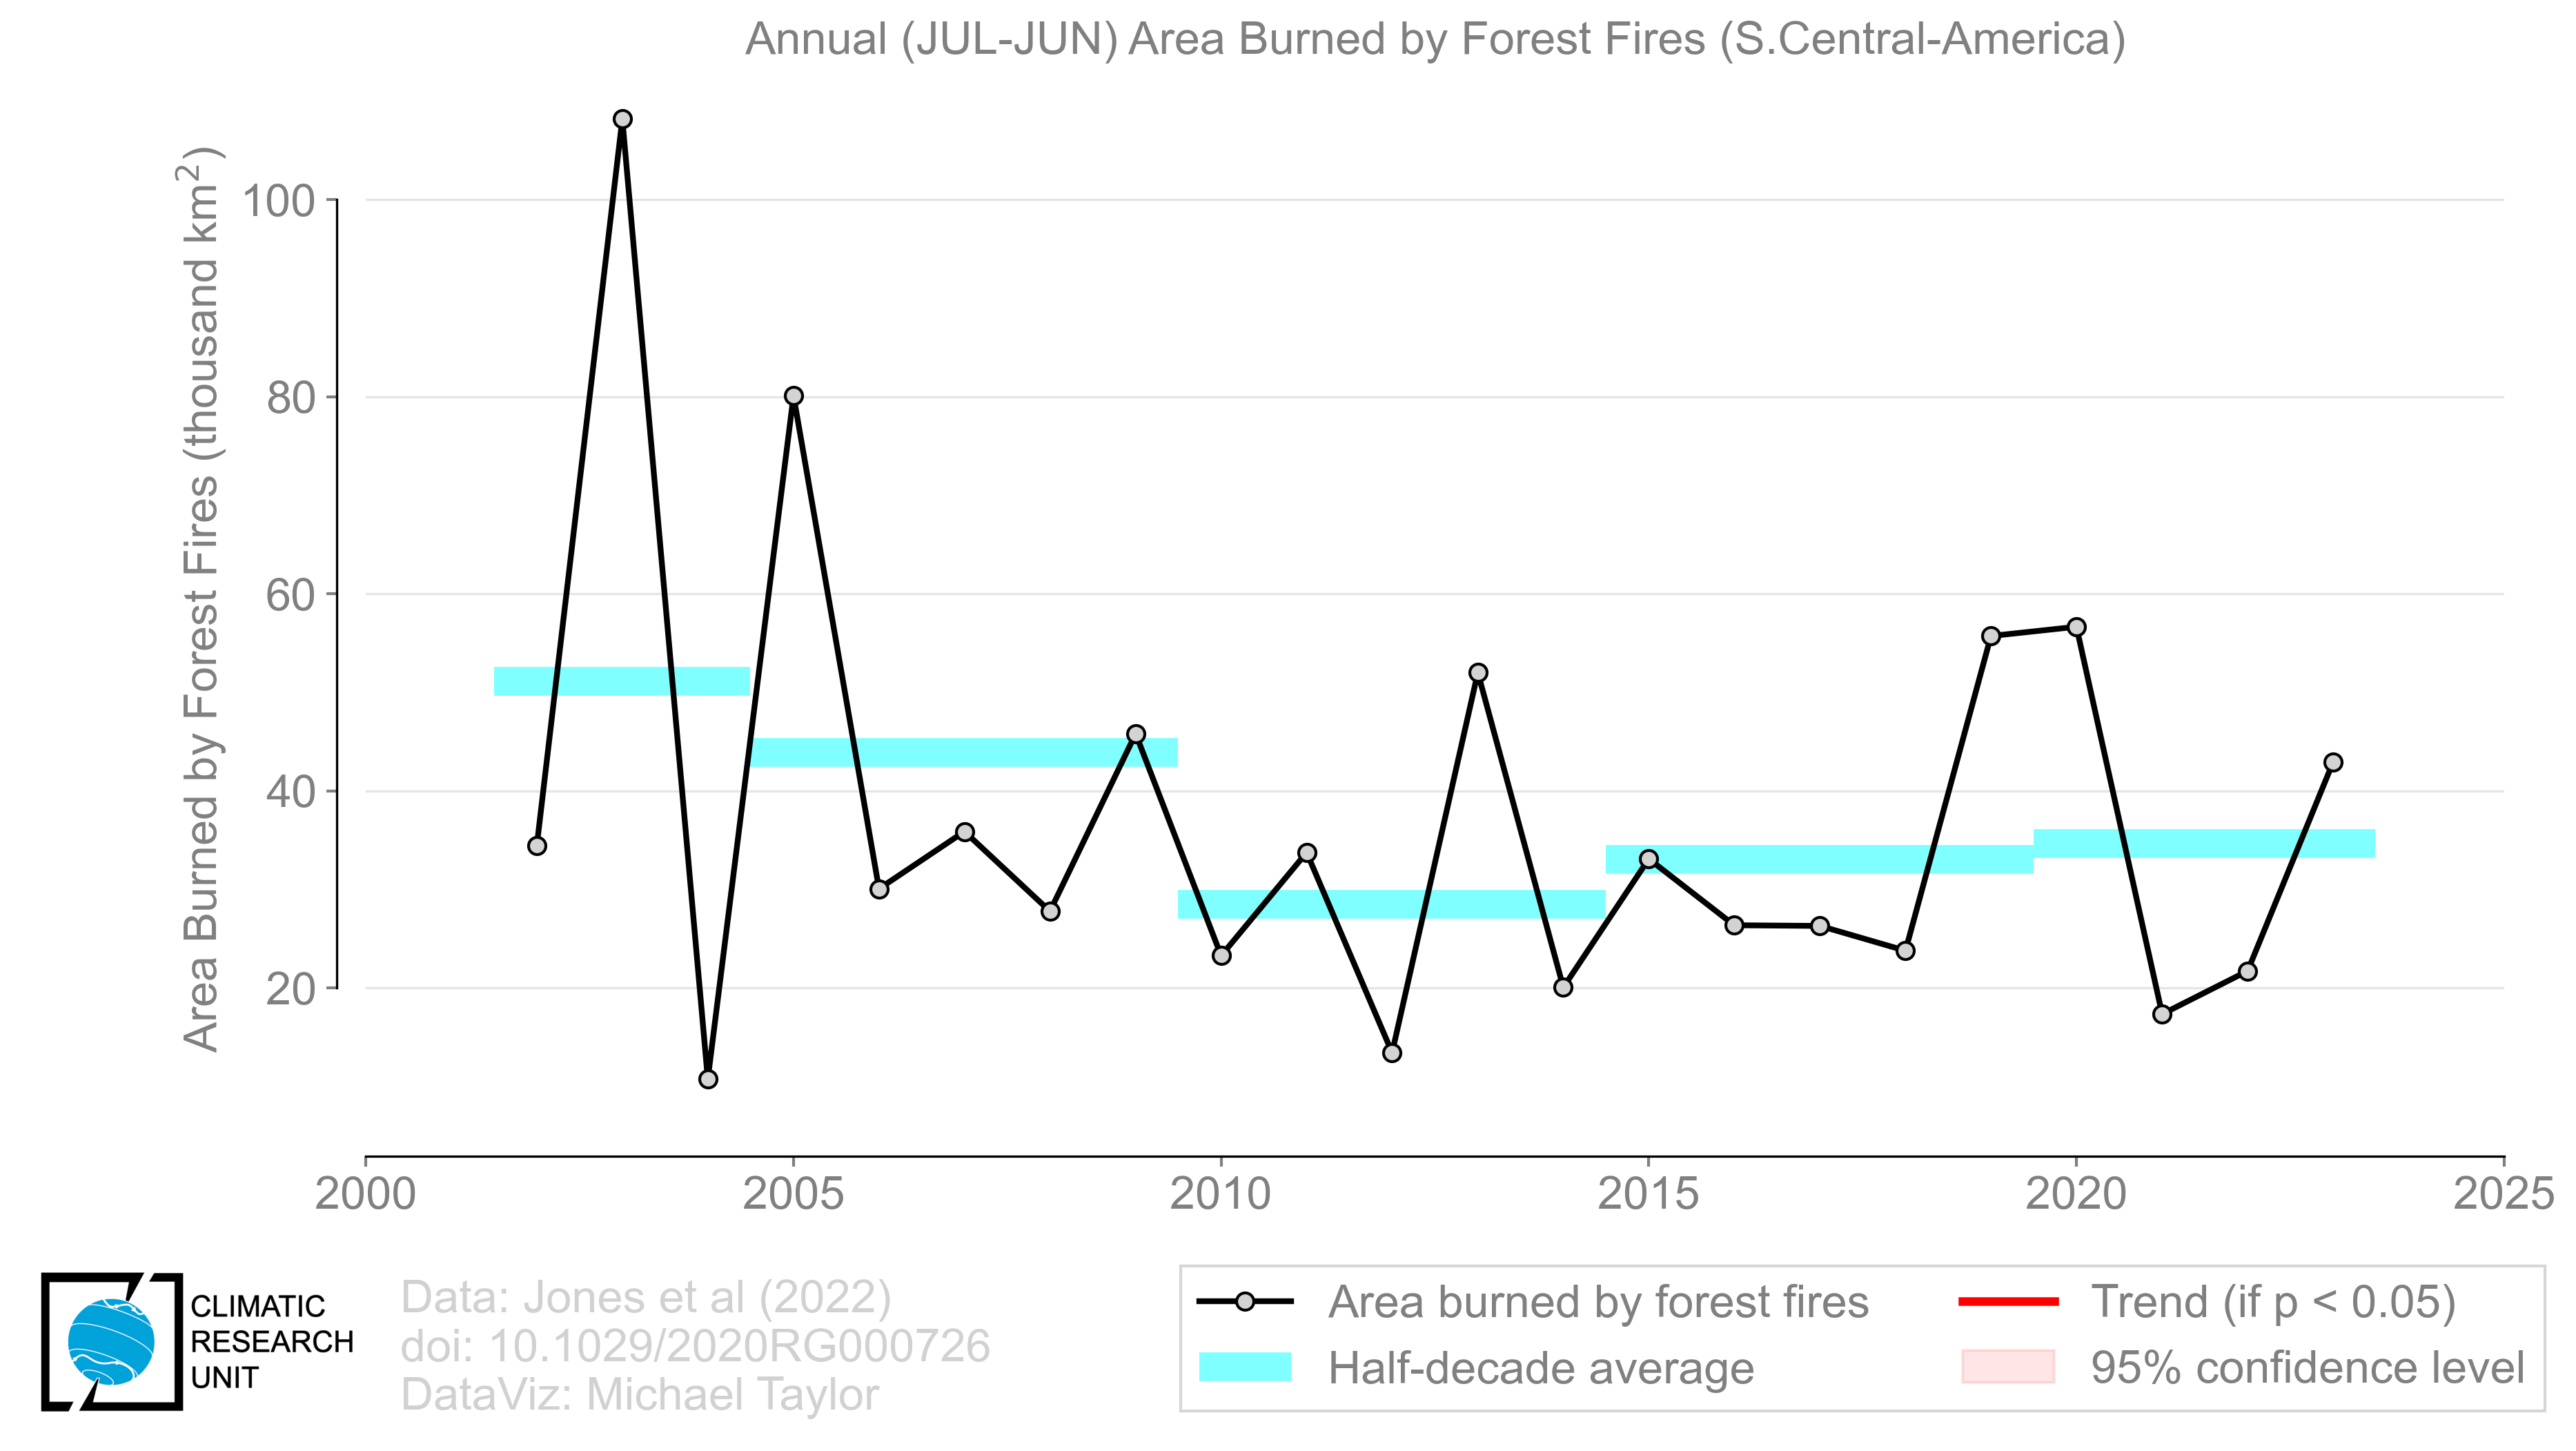 Annual (JUL-JUN) Area Burned by Forest Fires (S.Central-America)
Area Burned by Forest Fires (thousand km²)
100
80
60
40
20
2000 2005 2010 2015 2020 2025
CLIMATIC
RESEARCH
UNIT
Data: Jones et al (2022)
doi: 10.1029/2020RG000726
DataViz: Michael Taylor
Area burned by forest fires
Half-decade average
Trend (if p < 0.05)
95% confidence level